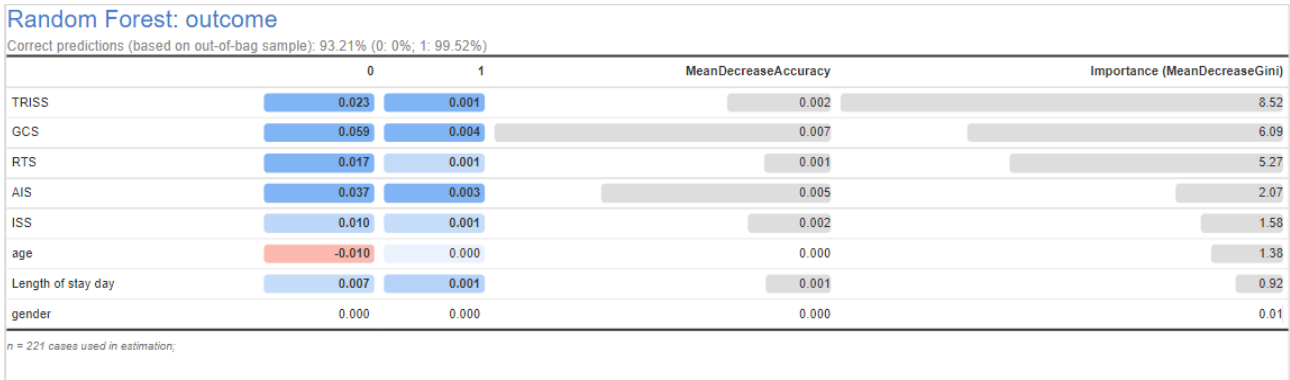 Random Forest: outcome
Correct predictions (based on out-of-bag sample): 93.21% (0: 0%; 1: 99.52%)
0 1 MeanDecreaseAccuracy Importance (MeanDecreaseGini)
TRISS 0.023 0.001 0.002 8.52
GCS 0.059 0.004 0.007 6.09
RTS 0.017 0.001 0.001 5.27
AIS 0.037 0.003 0.005 2.07
ISS 0.010 0.001 0.002 1.58
age -0.010 0.000 0.000 1.38
Length of stay day 0.007 0.001 0.001 0.92
gender 0.000 0.000 0.000 0.01
n = 221 cases used in estimation;